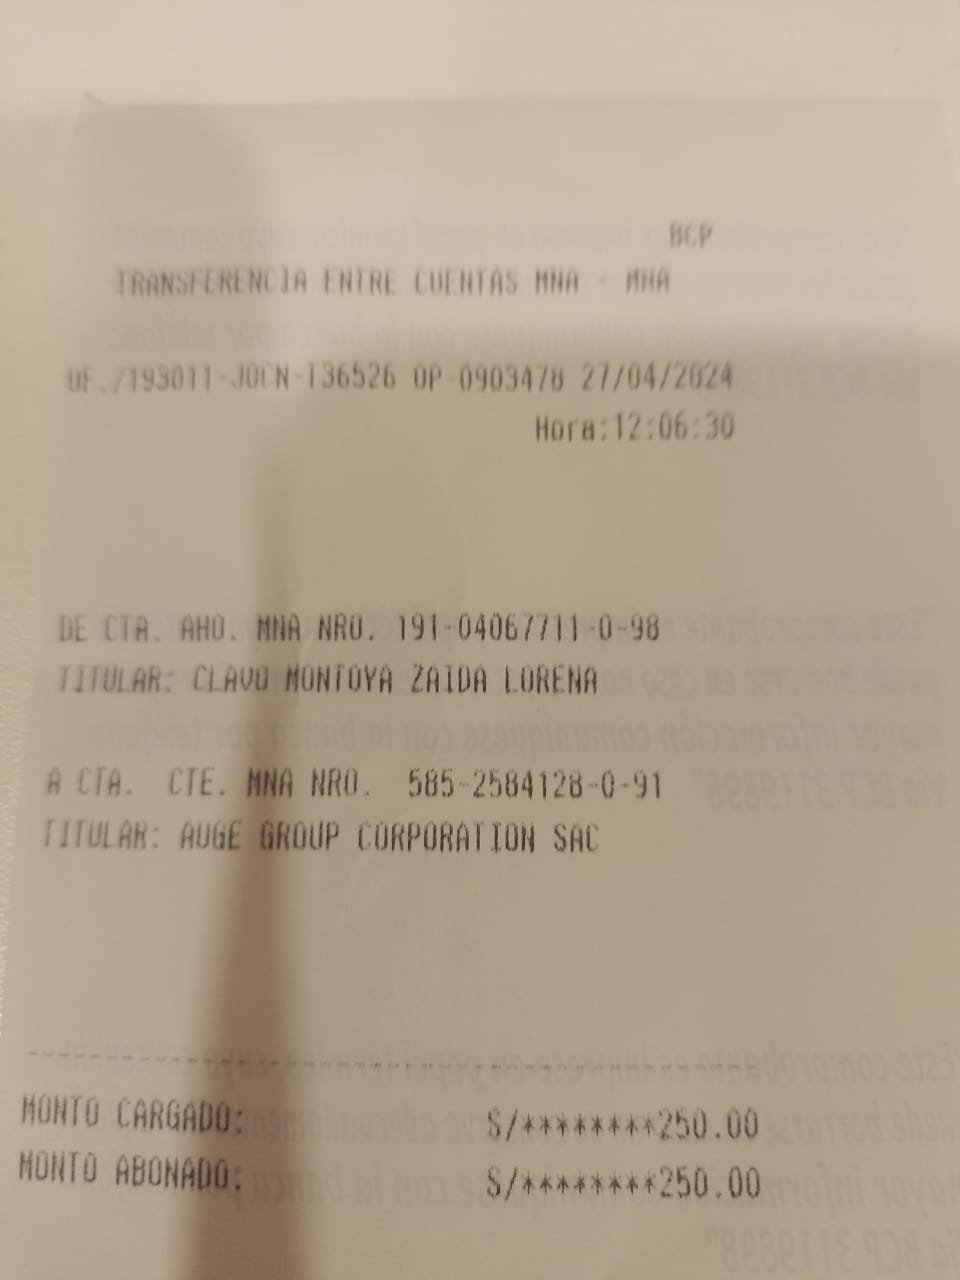 BCP
TRANSFERENCIA ENTRE CUENTAS MNA - MNA
OF./193011-JOCN-T36526 OP-0903478 27/04/2024
Hora:12:06:30
DE CTA. AHO. MNA NRO. 191-04067711-0-98
TITULAR: CLAVO MONTOYA ZAIDA LORENA
A CTA. CTE. MNA NRO. 585-2584128-0-91
TITULAR: AUGE GROUP CORPORATION SAC
--------------------------------------------
MONTO CARGADO: S/********250.00
MONTO ABONADO: S/********250.00